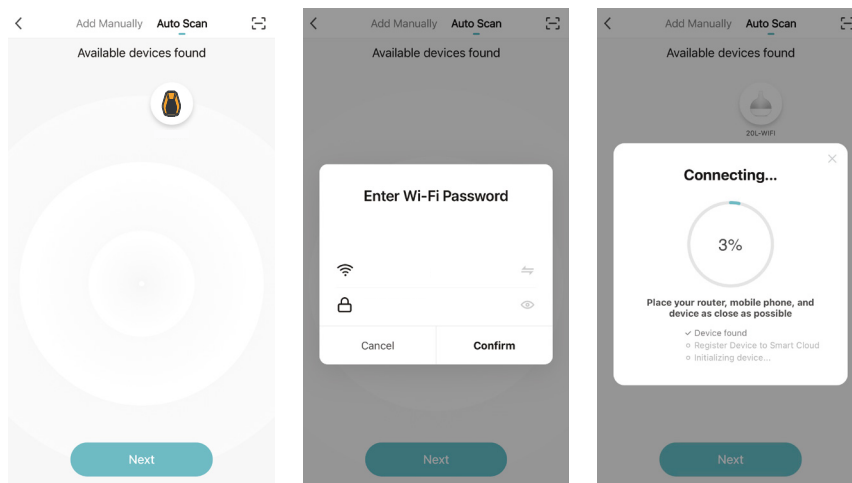 Add Manually Auto Scan
Available devices found
Next
Add Manually Auto Scan
Available devices found
Enter Wi-Fi Password
Cancel Confirm
Next
Add Manually Auto Scan
Available devices found
20L-WIFI
Connecting...
3%
Place your router, mobile phone, and
device as close as possible
Device found
Register Device to Smart Cloud
Initializing device...
Next